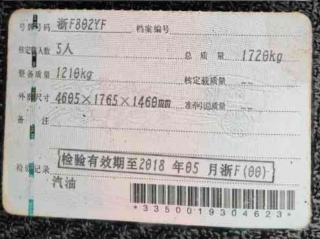 号牌号码 浙F802YF 档案编号
核定载人数 5人 总质量 1720kg
整备质量 1210kg 核定载质量 --
外廓尺寸 4605×1765×1460mm 准牵引总质量 --
备注
检验记录 检验有效期至2018年05月浙F(00)
汽油
*3350019304623*